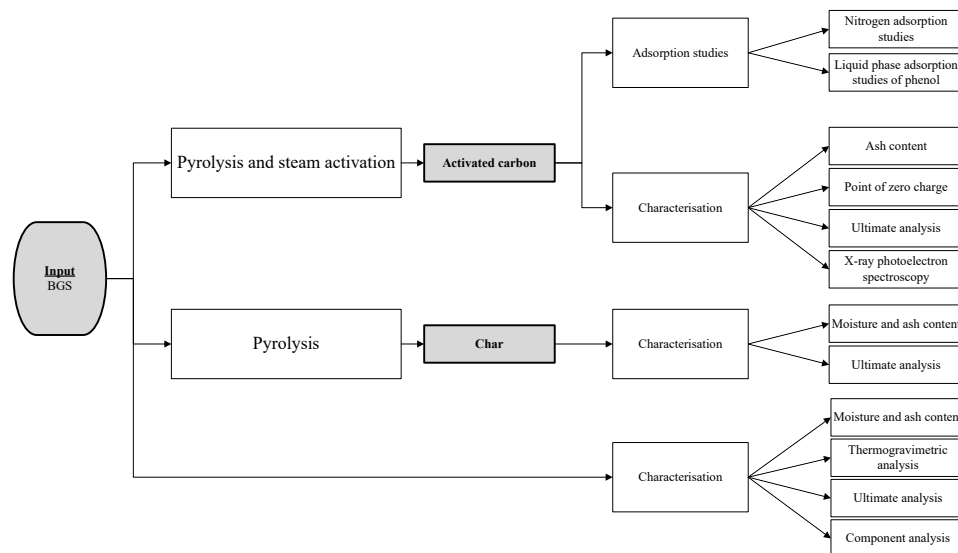 Nitrogen adsorption
studies
Adsorption studies
Liquid phase adsorption
studies of phenol
Pyrolysis and steam activation
Activated carbon
Ash content
Point of zero charge
Characterisation
Ultimate analysis
X-ray photoelectron
spectroscopy
Input
BGS
Pyrolysis
Char
Characterisation
Moisture and ash content
Ultimate analysis
Characterisation
Moisture and ash content
Thermogravimetric
analysis
Ultimate analysis
Component analysis